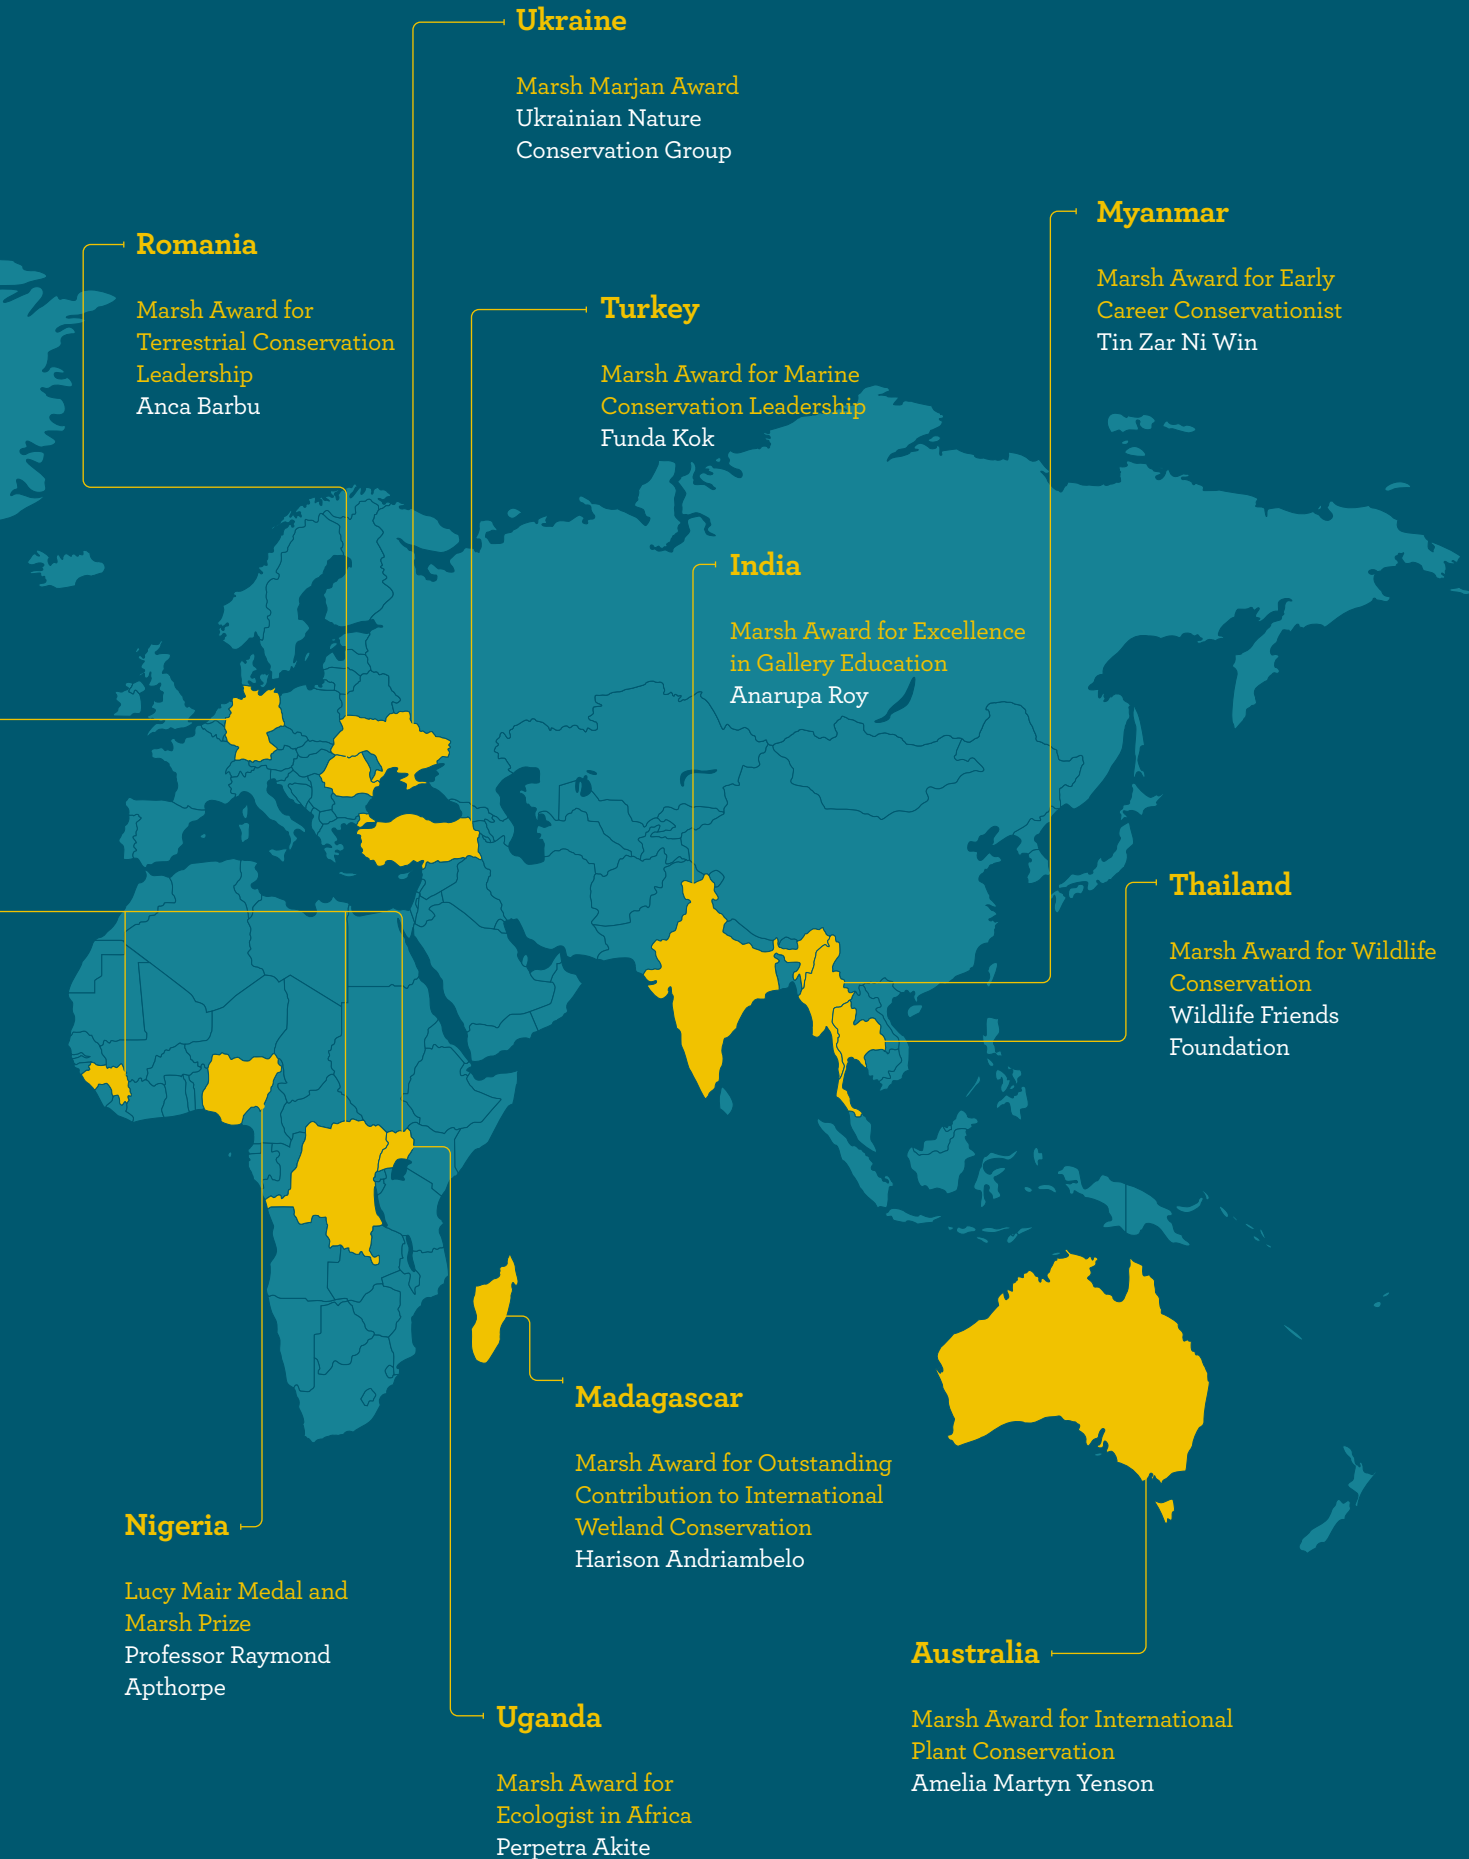 Ukraine
Marsh Marjan Award
Ukrainian Nature
Conservation Group
Romania
Marsh Award for
Terrestrial Conservation
Leadership
Anca Barbu
Turkey
Marsh Award for Marine
Conservation Leadership
Funda Kok
Myanmar
Marsh Award for Early
Career Conservationist
Tin Zar Ni Win
India
Marsh Award for Excellence
in Gallery Education
Anarupa Roy
Thailand
Marsh Award for Wildlife
Conservation
Wildlife Friends
Foundation
Madagascar
Marsh Award for Outstanding
Contribution to International
Wetland Conservation
Harison Andriambelo
Nigeria
Lucy Mair Medal and
Marsh Prize
Professor Raymond
Apthorpe
Uganda
Marsh Award for
Ecologist in Africa
Perpetra Akite
Australia
Marsh Award for International
Plant Conservation
Amelia Martyn Yenson